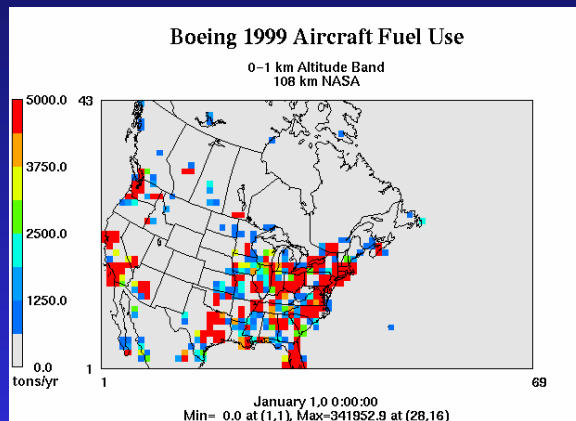 Boeing 1999 Aircraft Fuel Use
0-1 km Altitude Band
108 km NASA
5000.0
3750.0
2500.0
1250.0
0.0
tons/yr
43
1
1
69
January 1,0 0:00:00
Min= 0.0 at (1,1), Max=341952.9 at (28,16)